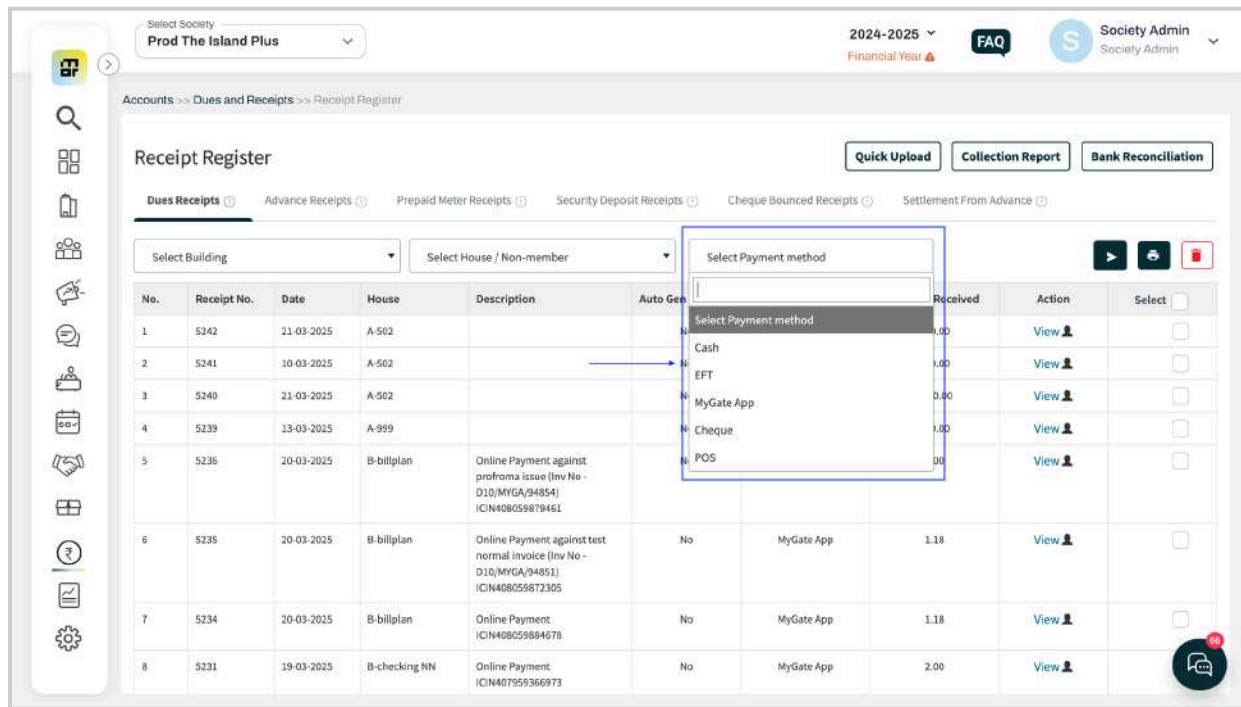 Select Society
Prod The Island Plus
2024-2025
Financial Year
FAQ
S
Society Admin
Society Admin
Accounts >> Dues and Receipts >> Receipt Register
Receipt Register
Quick Upload
Collection Report
Bank Reconciliation
Dues Receipts
Advance Receipts
Prepaid Meter Receipts
Security Deposit Receipts
Cheque Bounced Receipts
Settlement From Advance
Select Building
Select House / Non-member
Select Payment method
No. Receipt No. Date House Description Auto Gen Received Action Select
Select Payment method
Cash
EFT
MyGate App
Cheque
POS
1 5242 21-03-2025 A-502 View
2 5241 10-03-2025 A-502 View
3 5240 21-03-2025 A-502 View
4 5239 13-03-2025 A-999 View
5 5236 20-03-2025 B-billplan Online Payment against View
profroma issue (Inv No -
D10/MYGA/94854)
ICIN408059879461
6 5235 20-03-2025 B-billplan Online Payment against test No MyGate App 1.18 View
normal invoice (Inv No -
D10/MYGA/94851)
ICIN408059872305
7 5234 20-03-2025 B-billplan Online Payment No MyGate App 1.18 View
ICIN408059884678
8 5231 19-03-2025 B-checking NN Online Payment No MyGate App 2.00 View
ICIN407959366973
66